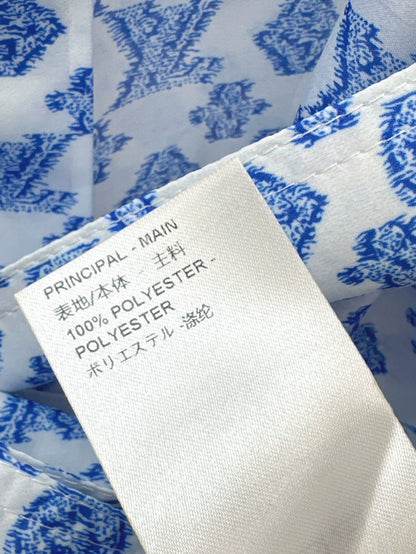 PRINCIPAL - MAIN
表地/本体 - 主料
100% POLYESTER -
POLYESTER
ポリエステル -涤纶